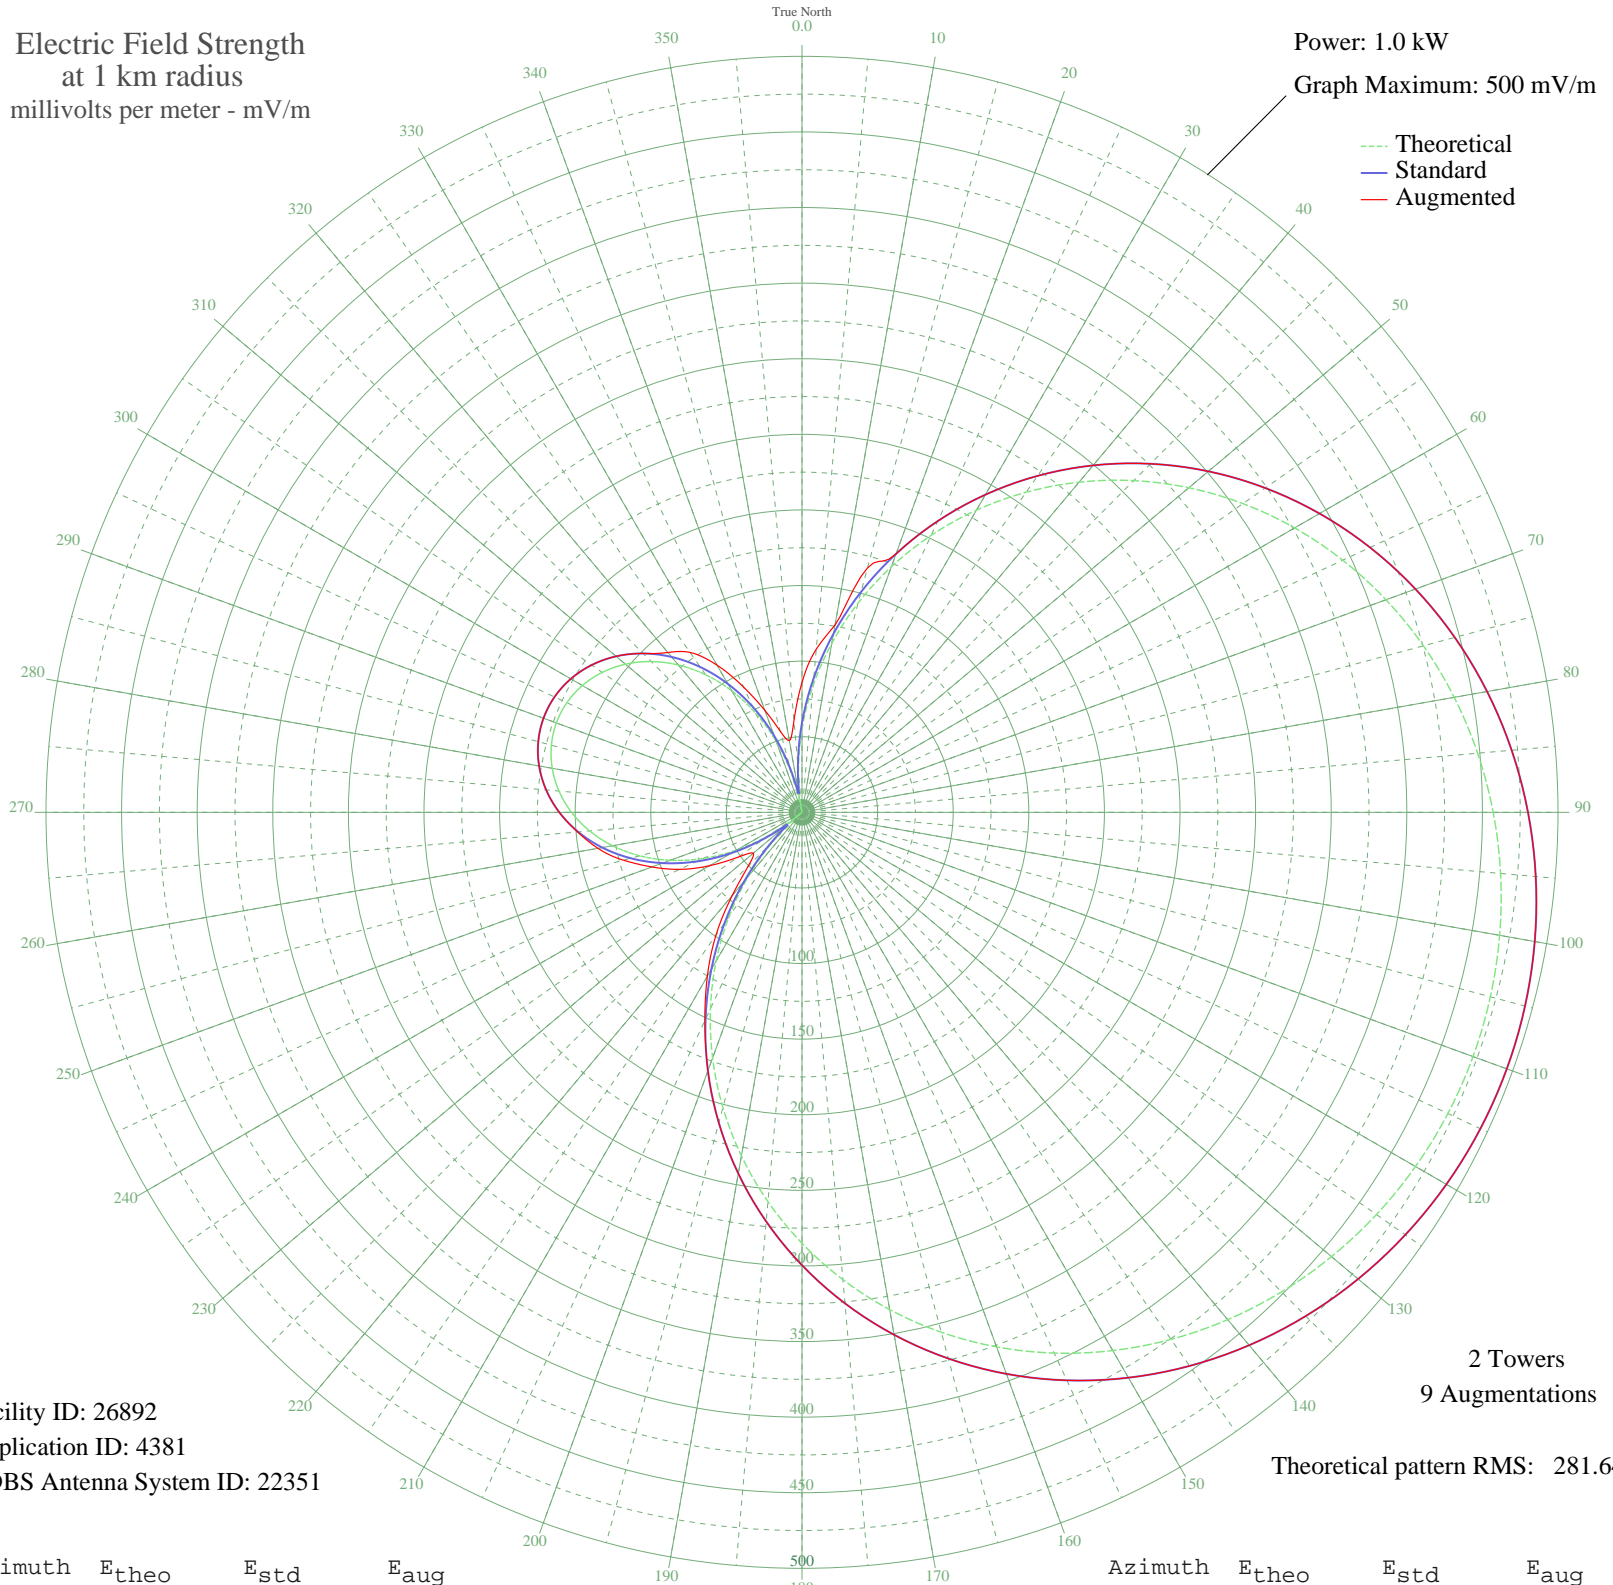 True North
0.0
Electric Field Strength
at 1 km radius
millivolts per meter - mV/m
Power: 1.0 kW
Graph Maximum: 500 mV/m
Theoretical
Standard
Augmented
10
20
30
40
50
60
70
80
90
100
110
120
130
140
150
160
170
190
200
210
220
230
240
250
260
270
280
290
300
310
320
330
340
350
100
150
200
250
300
350
400
450
500
2 Towers
9 Augmentations
Theoretical pattern RMS: 281.6
cility ID: 26892
plication ID: 4381
DBS Antenna System ID: 22351
imuth Etheo Estd Eaug
Azimuth Etheo Estd Eaug